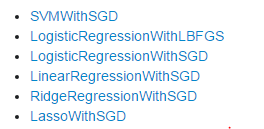 SVMWithSGD
LogisticRegressionWithLBFGS
LogisticRegressionWithSGD
LinearRegressionWithSGD
RidgeRegressionWithSGD
LassoWithSGD